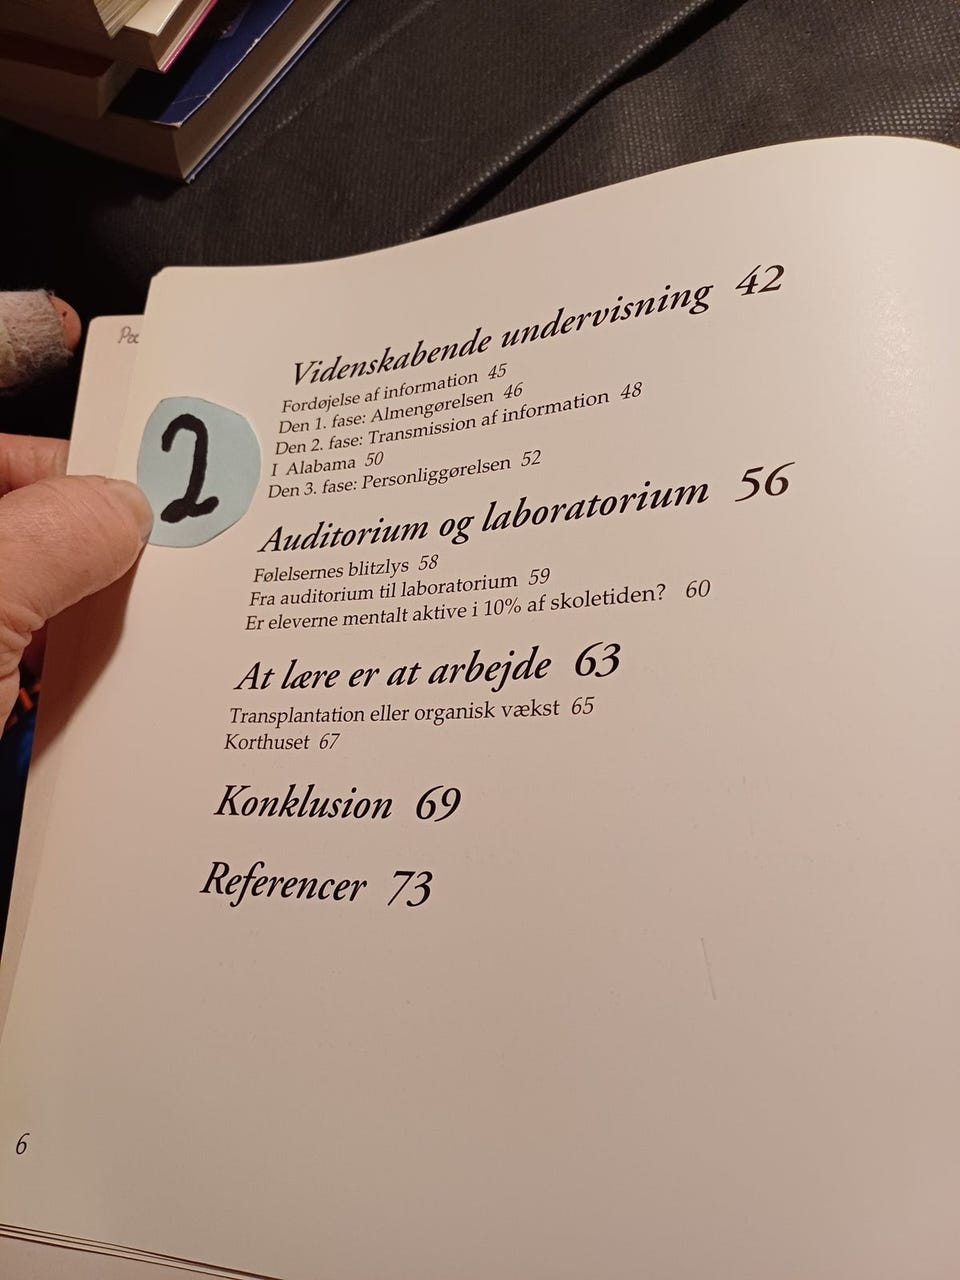 Videnskabende undervisning 42
Fordøjelse af information 45
Den 1. fase: Almengørelsen 46
Den 2. fase: Transmission af information 48
I Alabama 50
Den 3. fase: Personliggørelsen 52
2
Auditorium og laboratorium 56
Følelsernes blitzlys 58
Fra auditorium til laboratorium 59
Er eleverne mentalt aktive i 10% af skoletiden? 60
At lære er at arbejde 63
Transplantation eller organisk vækst 65
Korthuset 67
Konklusion 69
Referencer 73
6